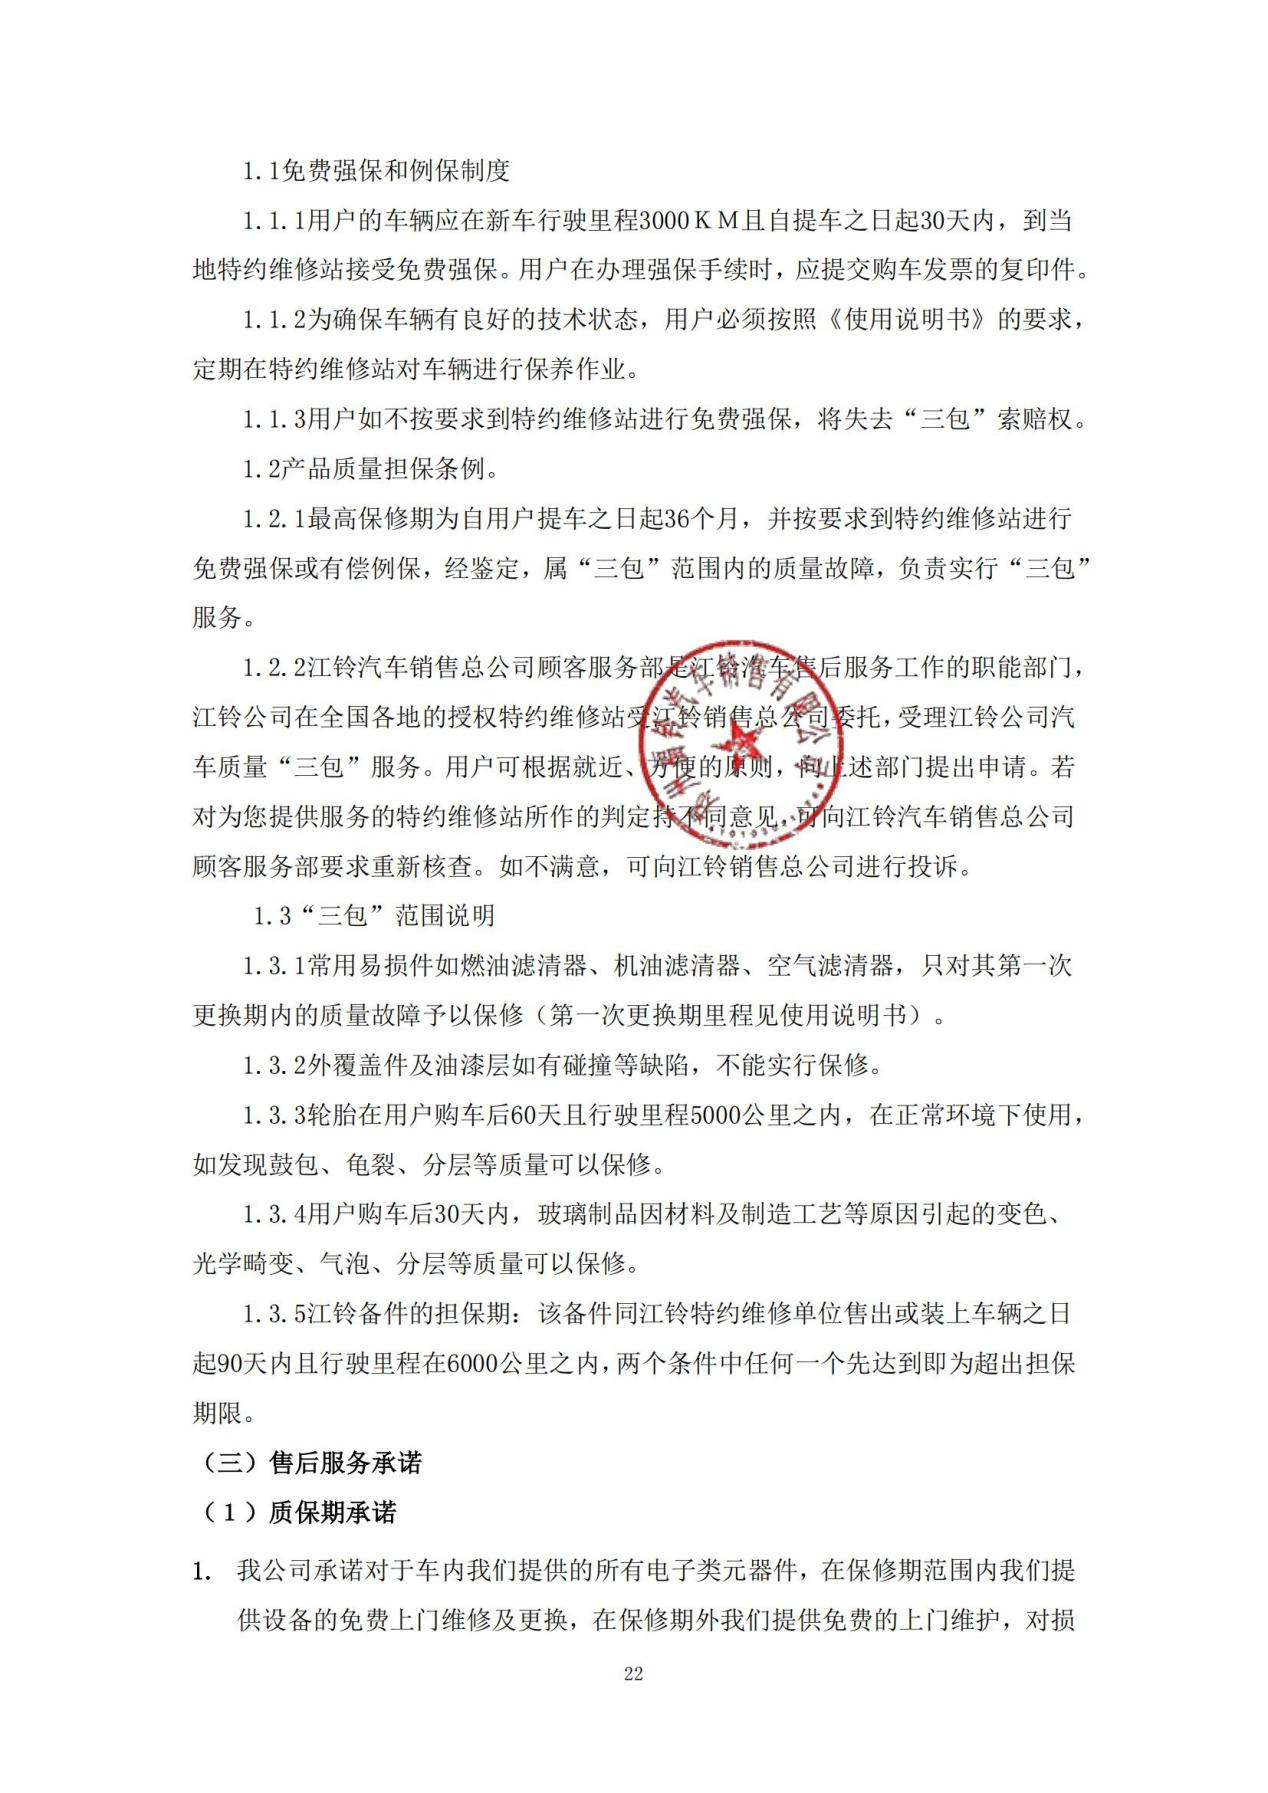 1.1免费强保和例保制度
1.1.1用户的车辆应在新车行驶里程3000ＫＭ且自提车之日起30天内，到当
地特约维修站接受免费强保。用户在办理强保手续时，应提交购车发票的复印件。
1.1.2为确保车辆有良好的技术状态，用户必须按照《使用说明书》的要求，
定期在特约维修站对车辆进行保养作业。
1.1.3用户如不按要求到特约维修站进行免费强保，将失去“三包”索赔权。
1.2产品质量担保条例。
1.2.1最高保修期为自用户提车之日起36个月，并按要求到特约维修站进行
免费强保或有偿例保，经鉴定，属“三包”范围内的质量故障，负责实行“三包”
服务。
1.2.2江铃汽车销售总公司顾客服务部是江铃汽车售后服务工作的职能部门，
江铃公司在全国各地的授权特约维修站受江铃销售总公司委托，受理江铃公司汽
车质量“三包”服务。用户可根据就近、方便的原则，向上述部门提出申请。若
对为您提供服务的特约维修站所作的判定持不同意见，可向江铃汽车销售总公司
顾客服务部要求重新核查。如不满意，可向江铃销售总公司进行投诉。
1.3“三包”范围说明
1.3.1常用易损件如燃油滤清器、机油滤清器、空气滤清器，只对其第一次
更换期内的质量故障予以保修（第一次更换期里程见使用说明书）。
1.3.2外覆盖件及油漆层如有碰撞等缺陷，不能实行保修。
1.3.3轮胎在用户购车后60天且行驶里程5000公里之内，在正常环境下使用，
如发现鼓包、龟裂、分层等质量可以保修。
1.3.4用户购车后30天内，玻璃制品因材料及制造工艺等原因引起的变色、
光学畸变、气泡、分层等质量可以保修。
1.3.5江铃备件的担保期：该备件同江铃特约维修单位售出或装上车辆之日
起90天内且行驶里程在6000公里之内,两个条件中任何一个先达到即为超出担保
期限。
（三）售后服务承诺
（１）质保期承诺
1. 我公司承诺对于车内我们提供的所有电子类元器件，在保修期范围内我们提
供设备的免费上门维修及更换，在保修期外我们提供免费的上门维护，对损
22
铃汽车销售有限公司